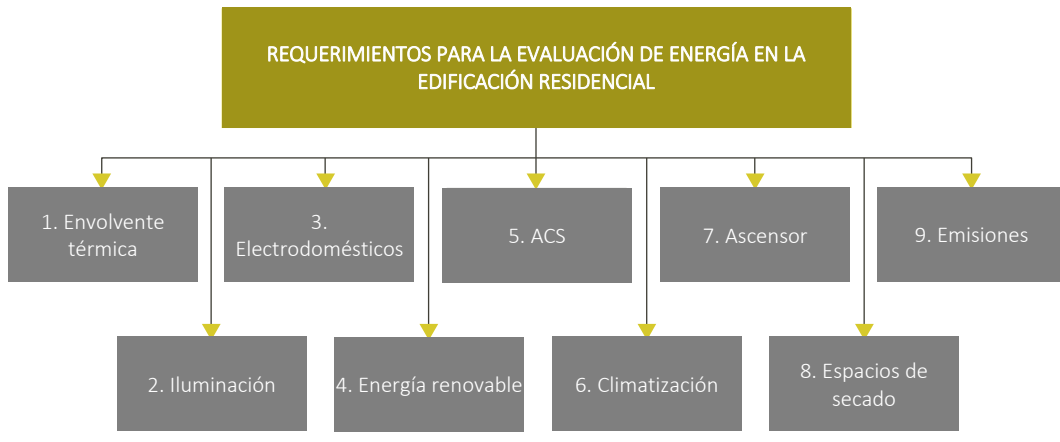 REQUERIMIENTOS PARA LA EVALUACIÓN DE ENERGÍA EN LA
EDIFICACIÓN RESIDENCIAL
1. Envolvente
térmica
3.
Electrodomésticos
5. ACS
7. Ascensor
9. Emisiones
2. Iluminación
4. Energía renovable
6. Climatización
8. Espacios de
secado